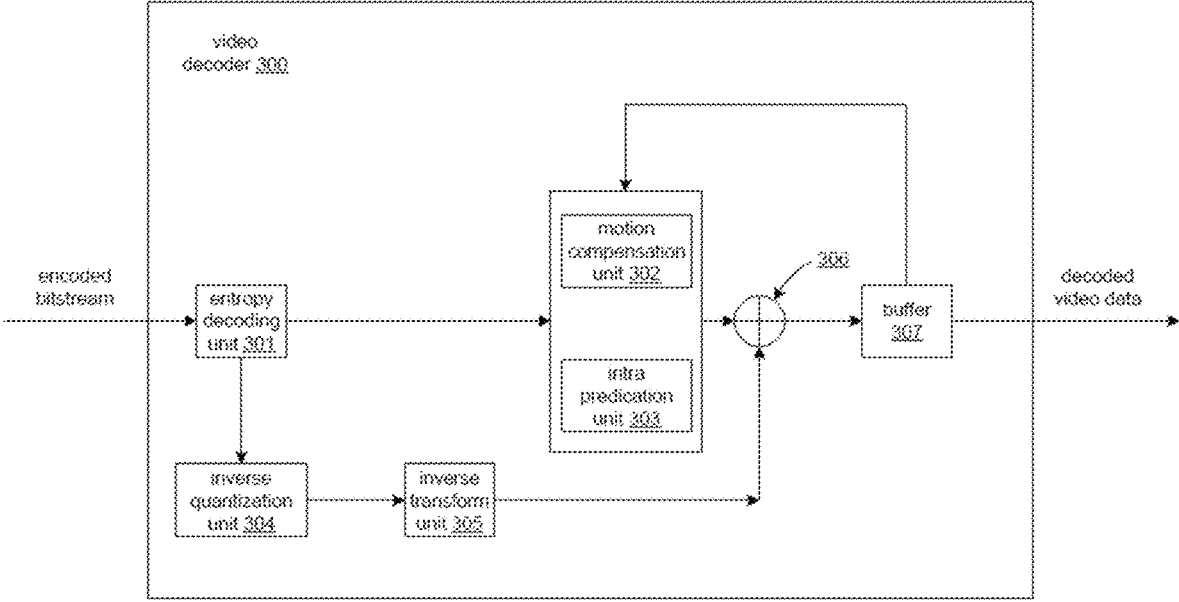 video
decoder 300
motion
compensation
unit 302
306
encoded
bitstream
decoded
video data
entropy
decoding
unit 301
buffer
307
intra
predication
unit 303
inverse
quantization
unit 304
inverse
transform
unit 305